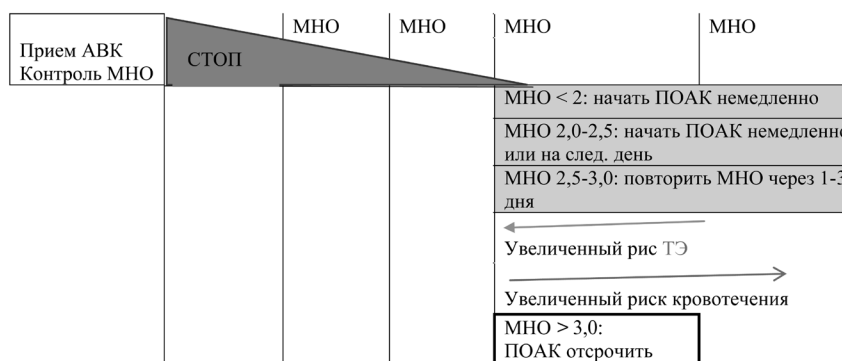 Прием АВК
Контроль МНО
СТОП
МНО
МНО
МНО
МНО
МНО < 2: начать ПОАК немедленно
МНО 2,0-2,5: начать ПОАК немедленно
или на след. день
МНО 2,5-3,0: повторить МНО через 1-3
дня
Увеличенный рис ТЭ
Увеличенный риск кровотечения
МНО > 3,0:
ПОАК отсрочить